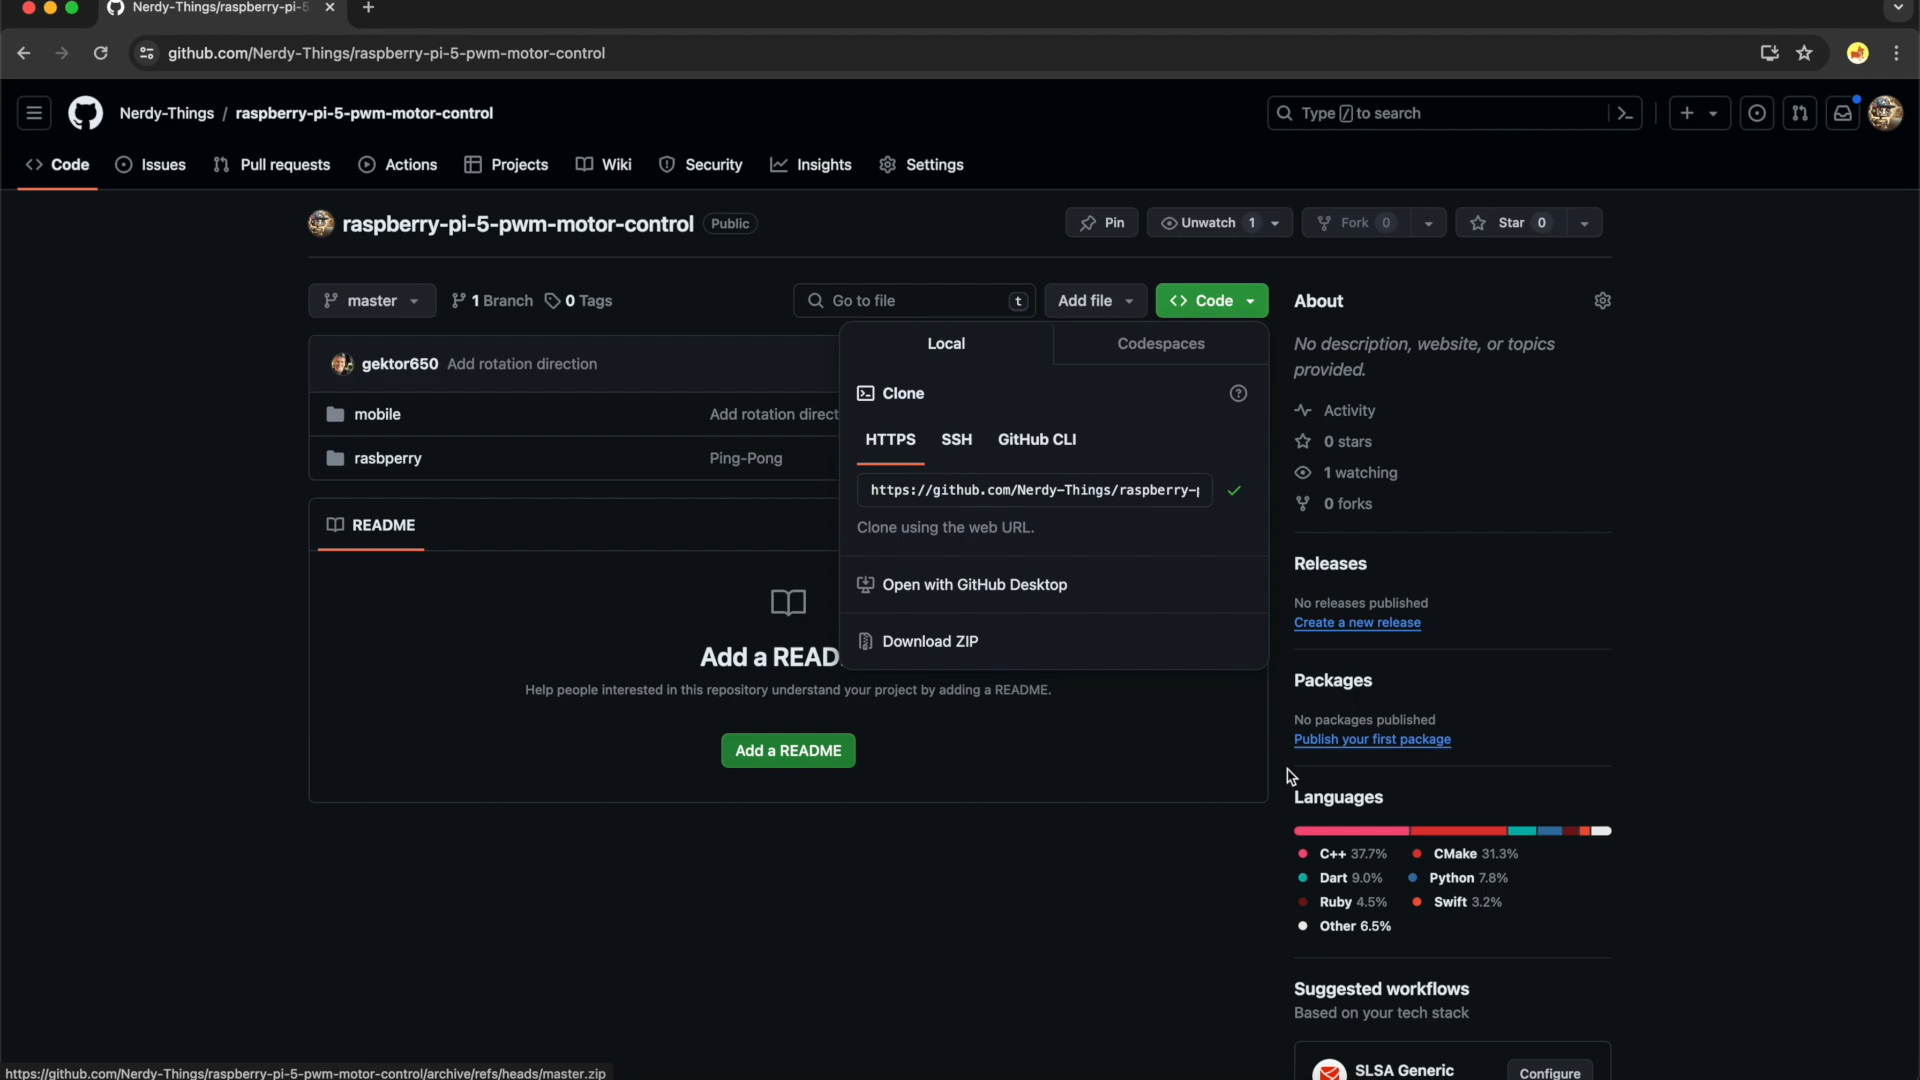 Nerdy-Things/raspberry-pi-5
github.com/Nerdy-Things/raspberry-pi-5-pwm-motor-control
Nerdy-Things / raspberry-pi-5-pwm-motor-control
Type / to search
Code Issues Pull requests Actions Projects Wiki Security Insights Settings
raspberry-pi-5-pwm-motor-control Public
Pin Unwatch 1 Fork 0 Star 0
master 1 Branch 0 Tags Go to file t Add file Code
About
Local Codespaces
No description, website, or topics
provided.
gektor650 Add rotation direction
Clone
mobile Add rotation direct
Activity
HTTPS SSH GitHub CLI
0 stars
rasbperry Ping-Pong
1 watching
https://github.com/Nerdy-Things/raspberry-p
0 forks
README
Clone using the web URL.
Releases
Open with GitHub Desktop
No releases published
Create a new release
Download ZIP
Add a READ
Packages
Help people interested in this repository understand your project by adding a README.
No packages published
Publish your first package
Add a README
Languages
C++ 37.7% CMake 31.3%
Dart 9.0% Python 7.8%
Ruby 4.5% Swift 3.2%
Other 6.5%
Suggested workflows
Based on your tech stack
SLSA Generic Configure
https://github.com/Nerdy-Things/raspberry-pi-5-pwm-motor-control/archive/refs/heads/master.zip